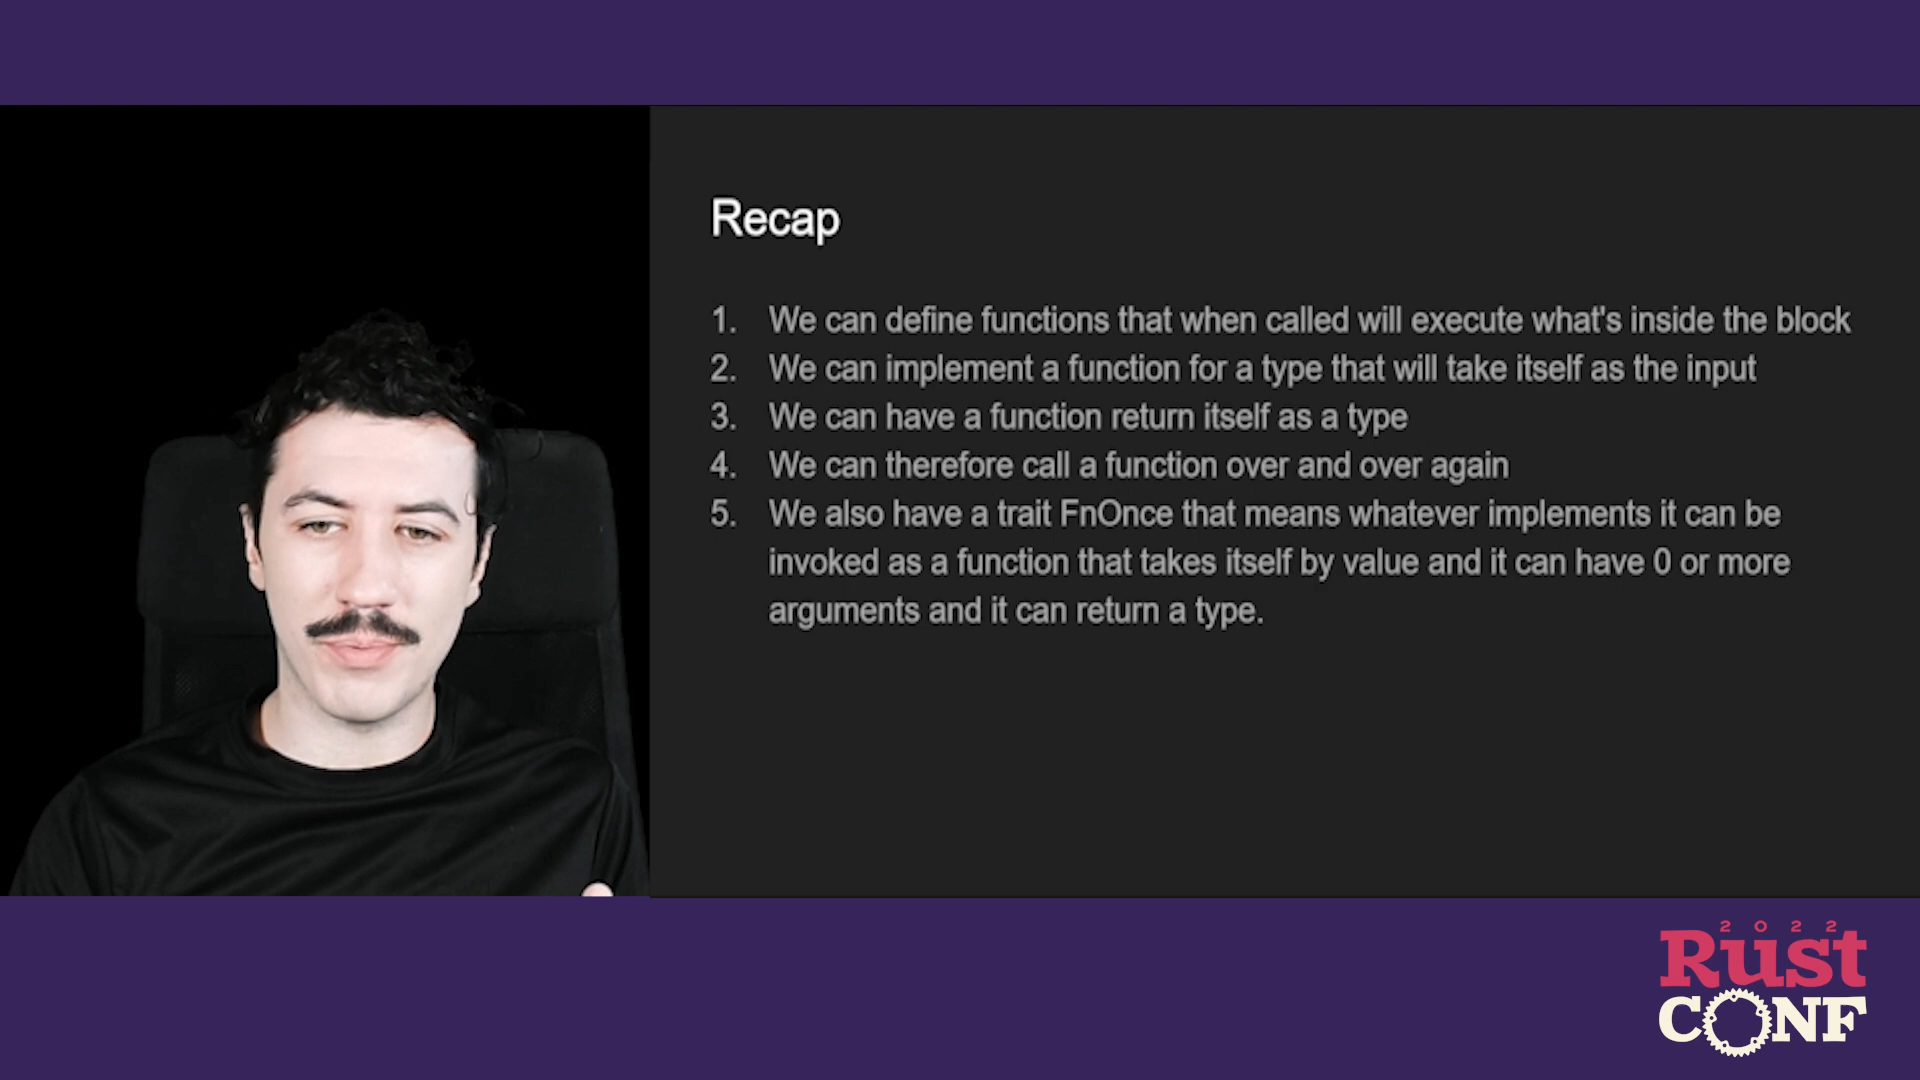 Recap
1. We can define functions that when called will execute what's inside the block
2. We can implement a function for a type that will take itself as the input
3. We can have a function return itself as a type
4. We can therefore call a function over and over again
5. We also have a trait FnOnce that means whatever implements it can be
invoked as a function that takes itself by value and it can have 0 or more
arguments and it can return a type.
2022
Rust
CONF